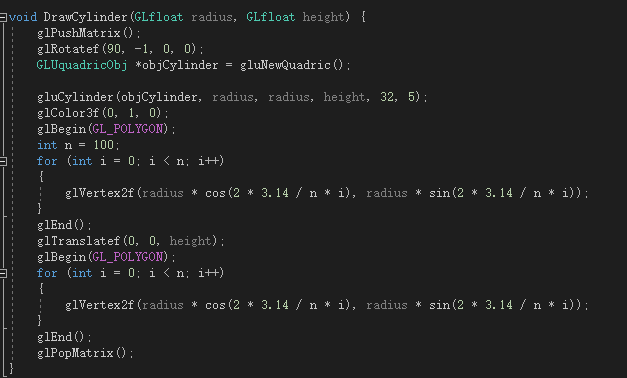 void DrawCylinder(GLfloat radius, GLfloat height) {
    glPushMatrix();
    glRotatef(90, -1, 0, 0);
    GLUquadricObj *objCylinder = gluNewQuadric();

    gluCylinder(objCylinder, radius, radius, height, 32, 5);
    glColor3f(0, 1, 0);
    glBegin(GL_POLYGON);
    int n = 100;
    for (int i = 0; i < n; i++)
    {
        glVertex2f(radius * cos(2 * 3.14 / n * i), radius * sin(2 * 3.14 / n * i));
    }
    glEnd();
    glTranslatef(0, 0, height);
    glBegin(GL_POLYGON);
    for (int i = 0; i < n; i++)
    {
        glVertex2f(radius * cos(2 * 3.14 / n * i), radius * sin(2 * 3.14 / n * i));
    }
    glEnd();
    glPopMatrix();
}